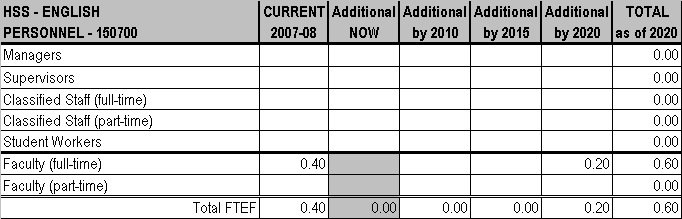 HSS - ENGLISH CURRENT Additional Additional Additional Additional TOTAL
PERSONNEL - 150700 2007-08 NOW by 2010 by 2015 by 2020 as of 2020
Managers 0.00
Supervisors 0.00
Classified Staff (full-time) 0.00
Classified Staff (part-time) 0.00
Student Workers 0.00
Faculty (full-time) 0.40 0.20 0.60
Faculty (part-time) 0.00
Total FTEF 0.40 0.00 0.00 0.00 0.20 0.60